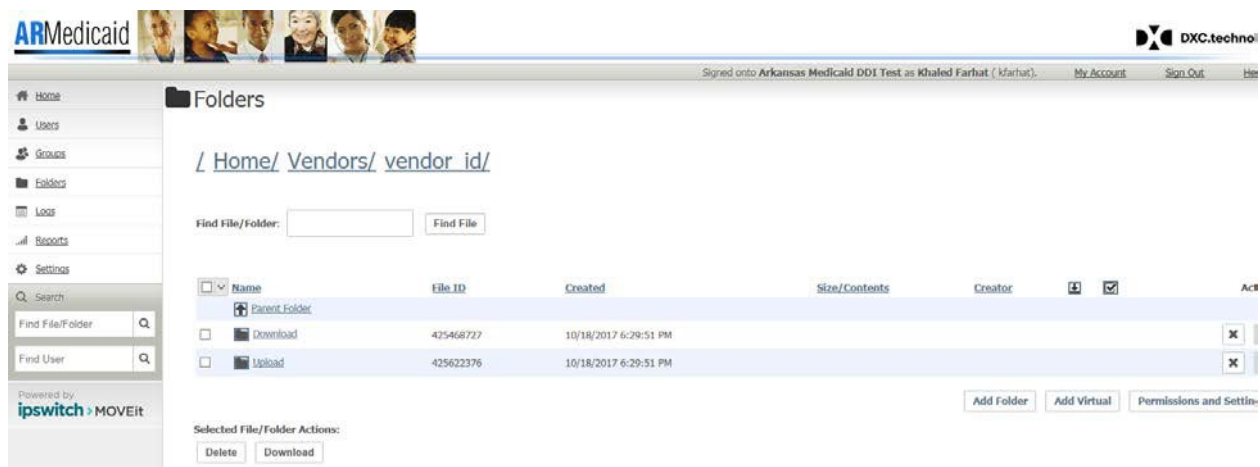 ARMedicaid
DXC.technol
Signed onto Arkansas Medicaid DDI Test as Khaled Farhat ( kfarhat). My Account Sign Out Hel
Home
Users
Groups
Folders
Logs
Reports
Settings
Search
Find File/Folder
Find User
Powered by
ipswitch MOVEit
Folders
/ Home/ Vendors/ vendor_id/
Find File/Folder: Find File
Name File ID Created Size/Contents Creator Acti
Parent Folder
Download 425468727 10/18/2017 6:29:51 PM
Upload 425622376 10/18/2017 6:29:51 PM
Add Folder Add Virtual Permissions and Setting
Selected File/Folder Actions:
Delete Download